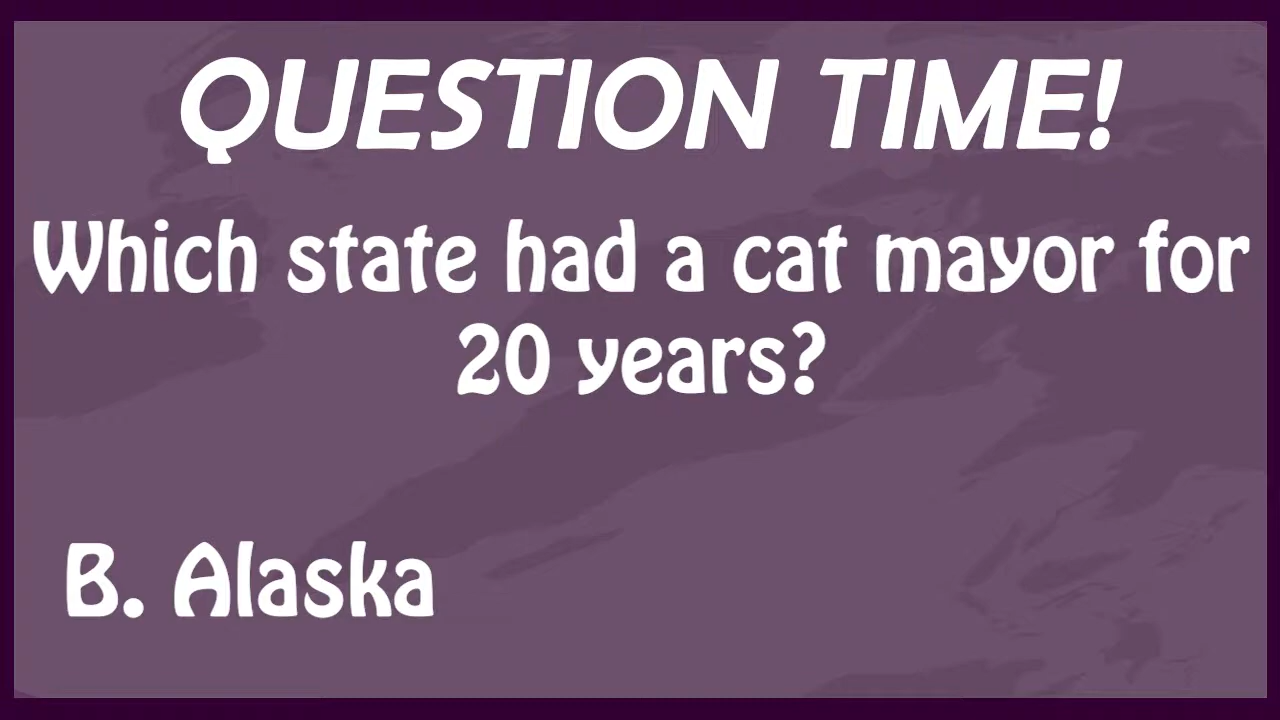 QUESTION TIME!
Which state had a cat mayor for
20 years?
B. Alaska